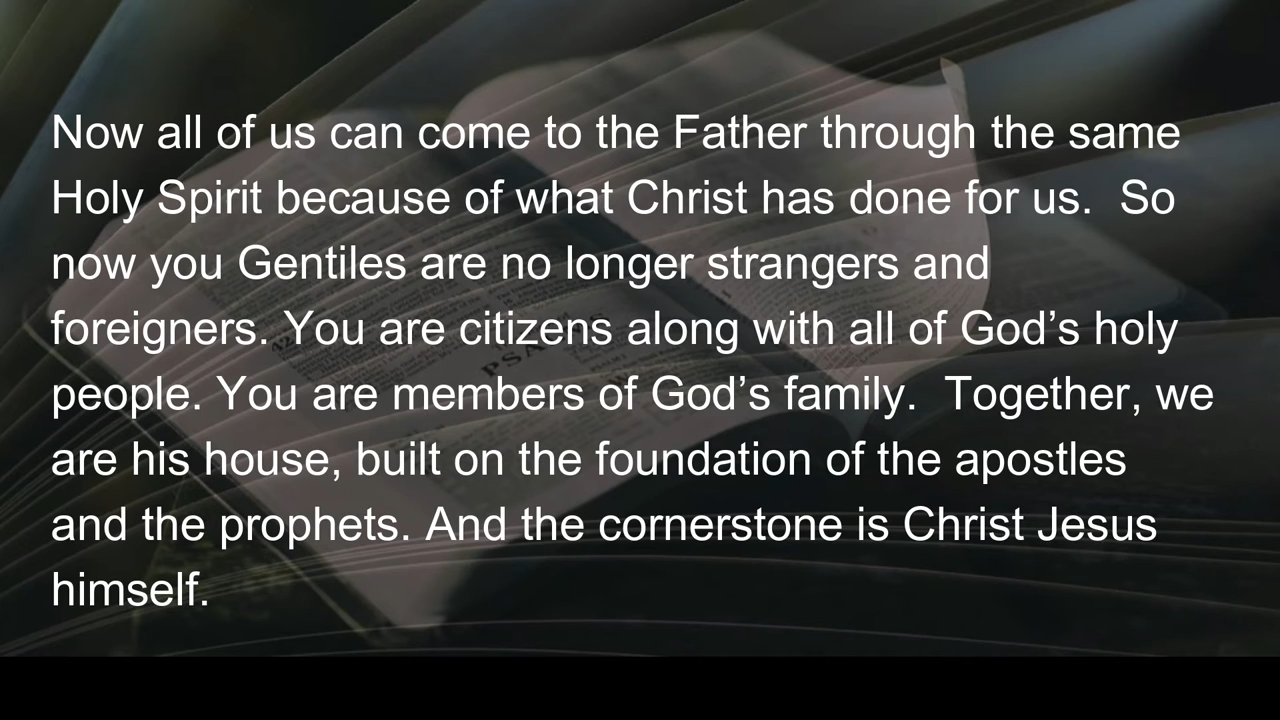 Now all of us can come to the Father through the same
Holy Spirit because of what Christ has done for us.  So
now you Gentiles are no longer strangers and
foreigners. You are citizens along with all of God’s holy
people. You are members of God’s family.  Together, we
are his house, built on the foundation of the apostles
and the prophets. And the cornerstone is Christ Jesus
himself.
PSALMS